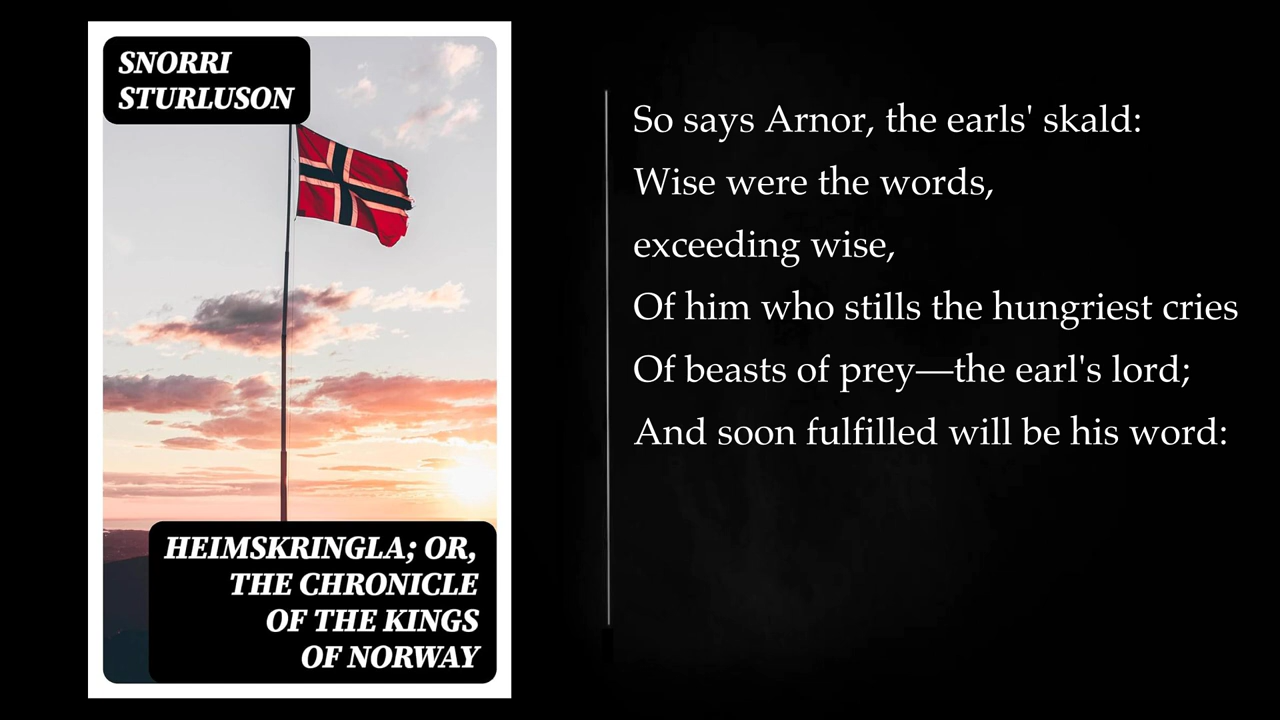 SNORRI
STURLUSON
HEIMSKRINGLA; OR,
THE CHRONICLE
OF THE KINGS
OF NORWAY
So says Arnor, the earls' skald:
Wise were the words,
exceeding wise,
Of him who stills the hungriest cries
Of beasts of prey—the earl's lord;
And soon fulfilled will be his word: